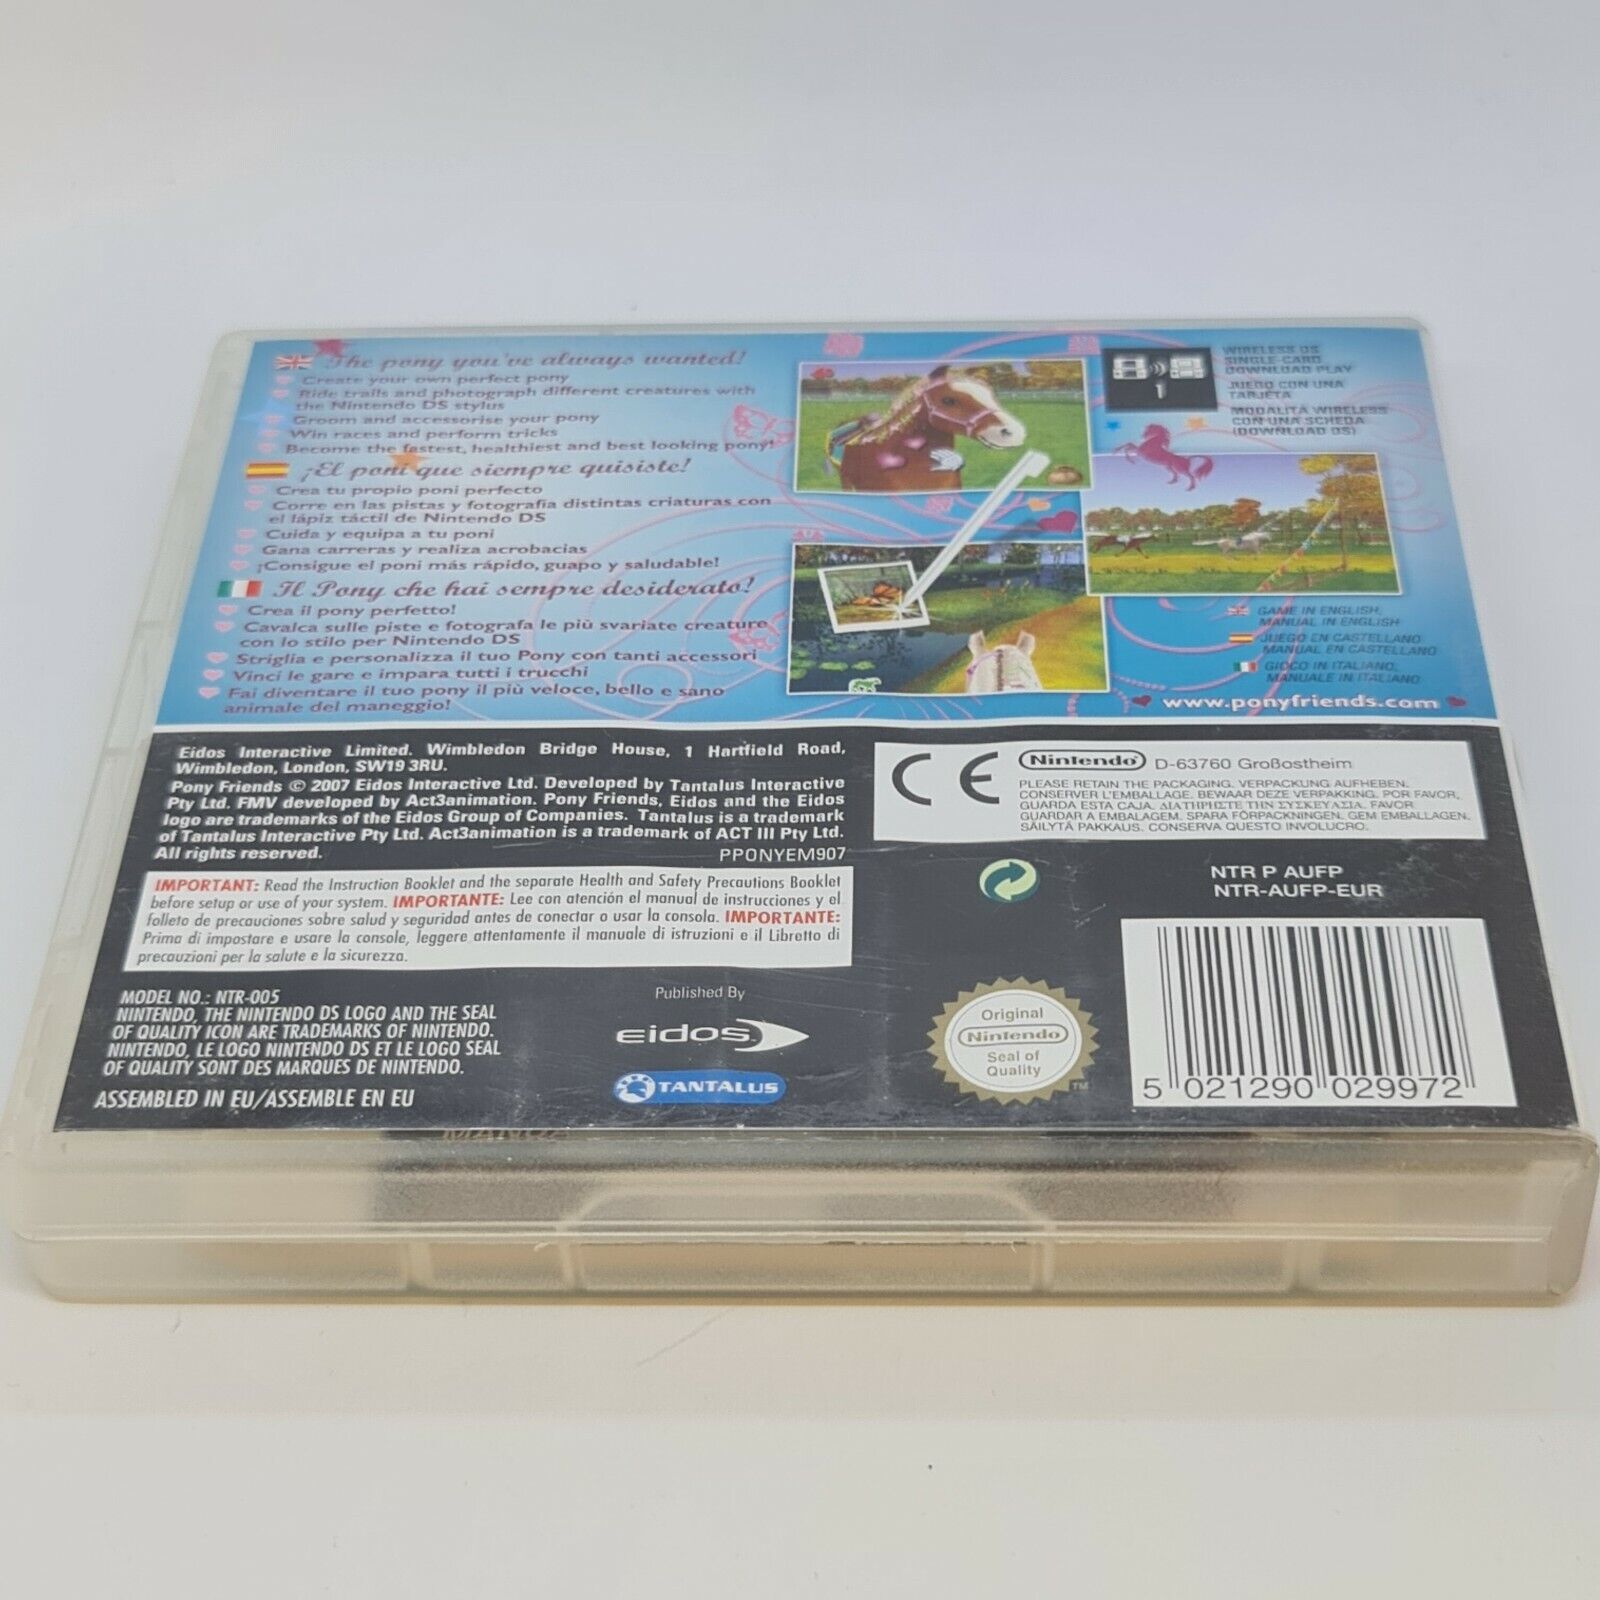 The pony you've always wanted!
Create your own perfect pony
Ride trails and photograph different creatures with
the Nintendo DS stylus
Groom and accessorise your pony
Win races and perform tricks
Become the fastest, healthiest and best looking pony!
¡El poni que siempre quisiste!
Crea tu propio poni perfecto
Corre en las pistas y fotografía distintas criaturas con
el lápiz táctil de Nintendo DS
Cuida y equipa a tu poni
Gana carreras y realiza acrobacias
¡Consigue el poni más rápido, guapo y saludable!
Il Pony che hai sempre desiderato!
Crea il pony perfetto!
Cavalca sulle piste e fotografa le più svariate creature
con lo stilo per Nintendo DS
Striglia e personalizza il tuo Pony con tanti accessori
Vinci le gare e impara tutti i trucchi
Fai diventare il tuo pony il più veloce, bello e sano
animale del maneggio!
1
WIRELESS DS
SINGLE-CARD
DOWNLOAD PLAY
JUEGO CON UNA
TARJETA
MODALITÀ WIRELESS
CON UNA SCHEDA
(DOWNLOAD DS)
GAME IN ENGLISH,
MANUAL IN ENGLISH
JUEGO EN CASTELLANO
MANUAL EN CASTELLANO
GIOCO IN ITALIANO,
MANUALE IN ITALIANO
www.ponyfriends.com
Eidos Interactive Limited. Wimbledon Bridge House, 1 Hartfield Road,
Wimbledon, London, SW19 3RU.
Pony Friends © 2007 Eidos Interactive Ltd. Developed by Tantalus Interactive
Pty Ltd. FMV developed by Act3animation. Pony Friends, Eidos and the Eidos
logo are trademarks of the Eidos Group of Companies. Tantalus is a trademark
of Tantalus Interactive Pty Ltd. Act3animation is a trademark of ACT III Pty Ltd.
All rights reserved.
PPONYEM907
CE
Nintendo D-63760 Großostheim
PLEASE RETAIN THE PACKAGING. VERPACKUNG AUFHEBEN.
CONSERVER L'EMBALLAGE. BEWAAR DEZE VERPAKKING. POR FAVOR,
GUARDA ESTA CAJA. ΔΙΑΤΗΡΗΣΤΕ ΤΗΝ ΣΥΣΚΕΥΑΣΙΑ. FAVOR
GUARDAR A EMBALAGEM. SPARA FÖRPACKNINGEN. GEM EMBALLAGEN.
SÄILYTÄ PAKKAUS. CONSERVA QUESTO INVOLUCRO.
IMPORTANT: Read the Instruction Booklet and the separate Health and Safety Precautions Booklet
before setup or use of your system. IMPORTANTE: Lee con atención el manual de instrucciones y el
folleto de precauciones sobre salud y seguridad antes de conectar o usar la consola. IMPORTANTE:
Prima di impostare e usare la console, leggere attentamente il manuale di istruzioni e il Libretto di
precauzioni per la salute e la sicurezza.
NTR P AUFP
NTR-AUFP-EUR
MODEL NO.: NTR-005
NINTENDO, THE NINTENDO DS LOGO AND THE SEAL
OF QUALITY ICON ARE TRADEMARKS OF NINTENDO.
NINTENDO, LE LOGO NINTENDO DS ET LE LOGO SEAL
OF QUALITY SONT DES MARQUES DE NINTENDO.
ASSEMBLED IN EU/ASSEMBLE EN EU
Published By
eidos
TANTALUS
Original
Nintendo
Seal of
Quality
TM
5 021290 029972